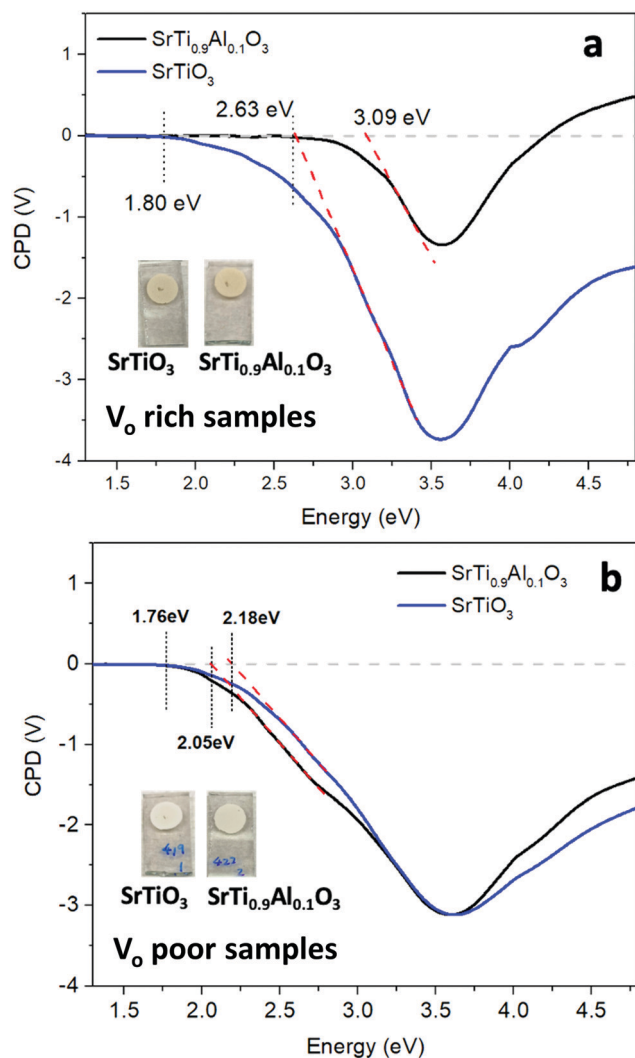 a
SrTi0.9Al0.1O3
SrTiO3
2.63 eV
3.09 eV
1.80 eV
SrTiO3 SrTi0.9Al0.1O3
Vo rich samples
CPD (V)
1
0
-1
-2
-3
-4
1.5 2.0 2.5 3.0 3.5 4.0 4.5
Energy (eV)
b
SrTi0.9Al0.1O3
SrTiO3
1.76eV
2.18eV
2.05eV
419
1
423
2
SrTiO3 SrTi0.9Al0.1O3
Vo poor samples
CPD (V)
1
0
-1
-2
-3
-4
1.5 2.0 2.5 3.0 3.5 4.0 4.5
Energy (eV)